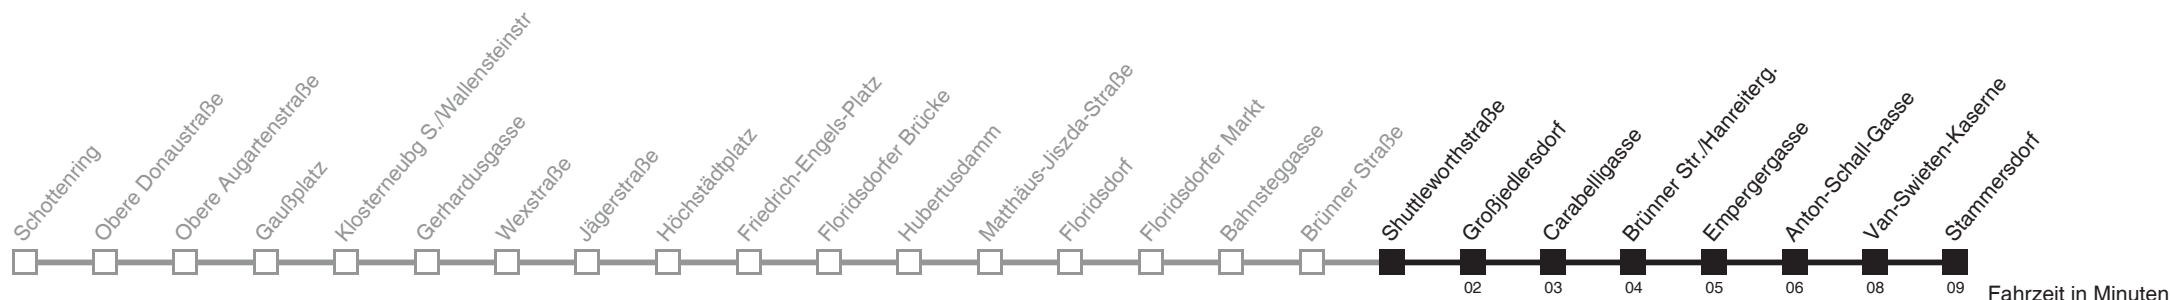 Schottenring
Obere Donaustraße
Obere Augartenstraße
Gaußplatz
Klosterneubg S./Wallensteinstr
Gerhardusgasse
Wexstraße
Jägerstraße
Höchstädtplatz
Friedrich-Engels-Platz
Floridsdorfer Brücke
Hubertusdamm
Matthäus-Jiszda-Straße
Floridsdorf
Floridsdorfer Markt
Bahnsteggasse
Brünner Straße
Shuttleworthstraße
Großjedlersdorf
Carabelligasse
Brünner Str./Hanreiterg.
Empergergasse
Anton-Schall-Gasse
Van-Swieten-Kaserne
Stammersdorf
02 03 04 05 06 08 09
Fahrzeit in Minuten